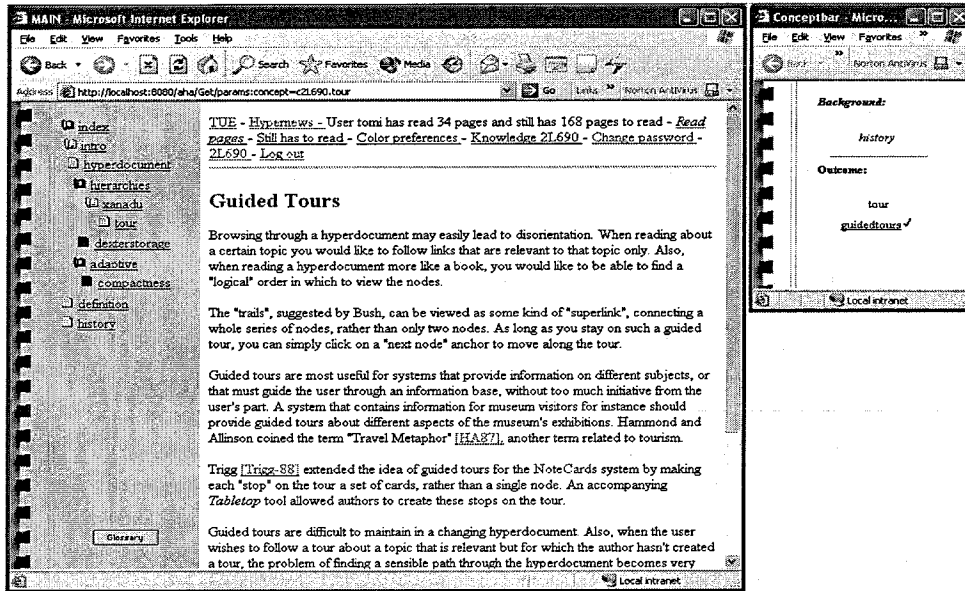 MAIN - Microsoft Internet Explorer
File Edit View Favorites Tools Help
Back Search Favorites Media
Address http://localhost:8080/aha/Get/params:concept=c2L690.tour Go Links » Norton AntiVirus
index
intro
hyperdocument
hierarchies
xanadu
tour
dexterstorage
adaptive
compactness
definition
history
Glossary
TUE - Hypernews - User tomi has read 34 pages and still has 168 pages to read - Read
pages - Still has to read - Color preferences - Knowledge 2L690 - Change password -
2L690 - Log out
Guided Tours
Browsing through a hyperdocument may easily lead to disorientation. When reading about
a certain topic you would like to follow links that are relevant to that topic only. Also,
when reading a hyperdocument more like a book, you would like to be able to find a
"logical" order in which to view the nodes.
The "trails", suggested by Bush, can be viewed as some kind of "superlink", connecting a
whole series of nodes, rather than only two nodes. As long as you stay on such a guided
tour, you can simply click on a "next node" anchor to move along the tour.
Guided tours are most useful for systems that provide information on different subjects, or
that must guide the user through an information base, without too much initiative from the
user's part. A system that contains information for museum visitors for instance should
provide guided tours about different aspects of the museum's exhibitions. Hammond and
Allinson coined the term "Travel Metaphor" [HA87], another term related to tourism.
Trigg [Trigg-88] extended the idea of guided tours for the NoteCards system by making
each "stop" on the tour a set of cards, rather than a single node. An accompanying
Tabletop tool allowed authors to create these stops on the tour.
Guided tours are difficult to maintain in a changing hyperdocument. Also, when the user
wishes to follow a tour about a topic that is relevant but for which the author hasn't created
a tour, the problem of finding a sensible path through the hyperdocument becomes very
Local intranet
Conceptbar - Micro...
File Edit View Favorites »
Back » Norton AntiVirus
Background:
history
Outcome:
tour
guidedtours
Local intranet